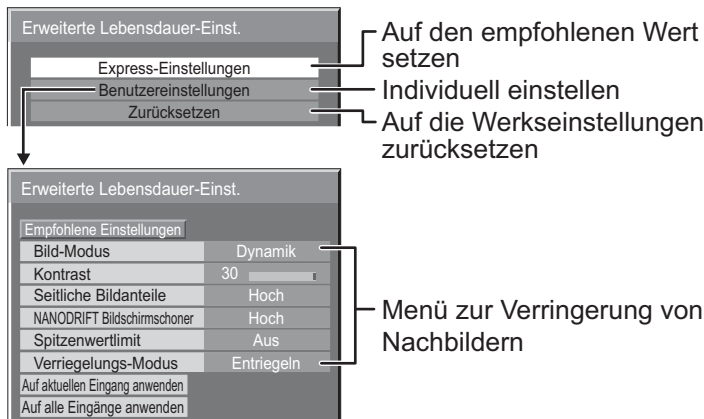 Erweiterte Lebensdauer-Einst.
Express-Einstellungen
Benutzereinstellungen
Zurücksetzen
Auf den empfohlenen Wert
setzen
Individuell einstellen
Auf die Werkseinstellungen
zurücksetzen
Erweiterte Lebensdauer-Einst.
Empfohlene Einstellungen
Bild-Modus Dynamik
Kontrast 30
Seitliche Bildanteile Hoch
NANODRIFT Bildschirmschoner Hoch
Spitzenwertlimit Aus
Verriegelungs-Modus Entriegeln
Auf aktuellen Eingang anwenden
Auf alle Eingänge anwenden
Menü zur Verringerung von
Nachbildern